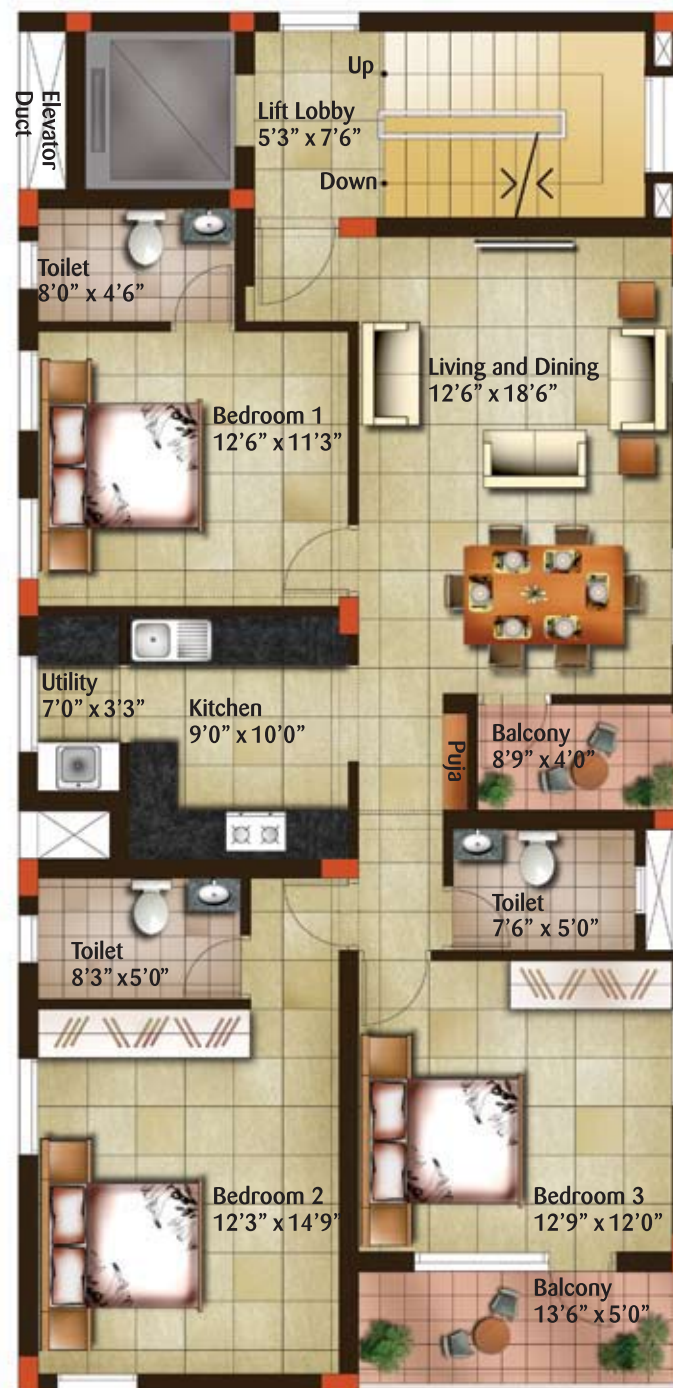 Elevator
Duct
Up
Lift Lobby
5’3” x 7’6”
Down
Toilet
8’0” x 4’6”
Living and Dining
12’6” x 18’6”
Bedroom 1
12’6” x 11’3”
Utility
7’0” x 3’3”
Kitchen
9’0” x 10’0”
Puja
Balcony
8’9” x 4’0”
Toilet
7’6” x 5’0”
Toilet
8’3” x5’0”
Bedroom 2
12’3” x 14’9”
Bedroom 3
12’9” x 12’0”
Balcony
13’6” x 5’0”